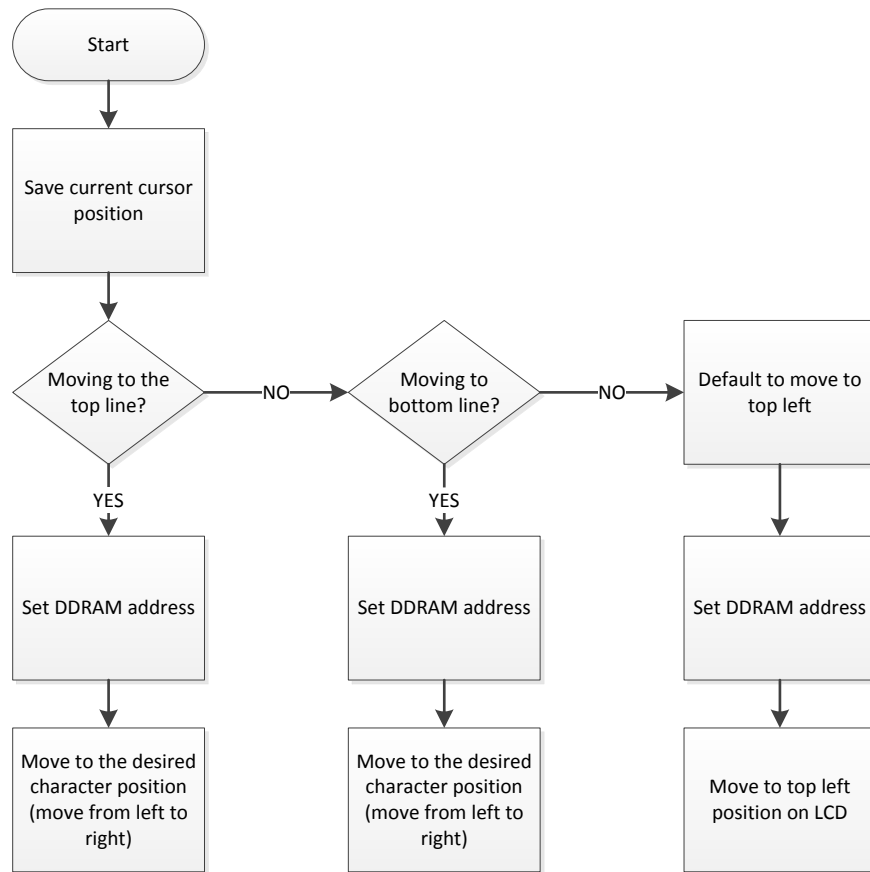 Start
Save current cursor
position
Moving to the
top line?
NO
Moving to
bottom line?
NO
Default to move to
top left
YES
YES
Set DDRAM address
Set DDRAM address
Set DDRAM address
Move to the desired
character position
(move from left to
right)
Move to the desired
character position
(move from left to
right)
Move to top left
position on LCD